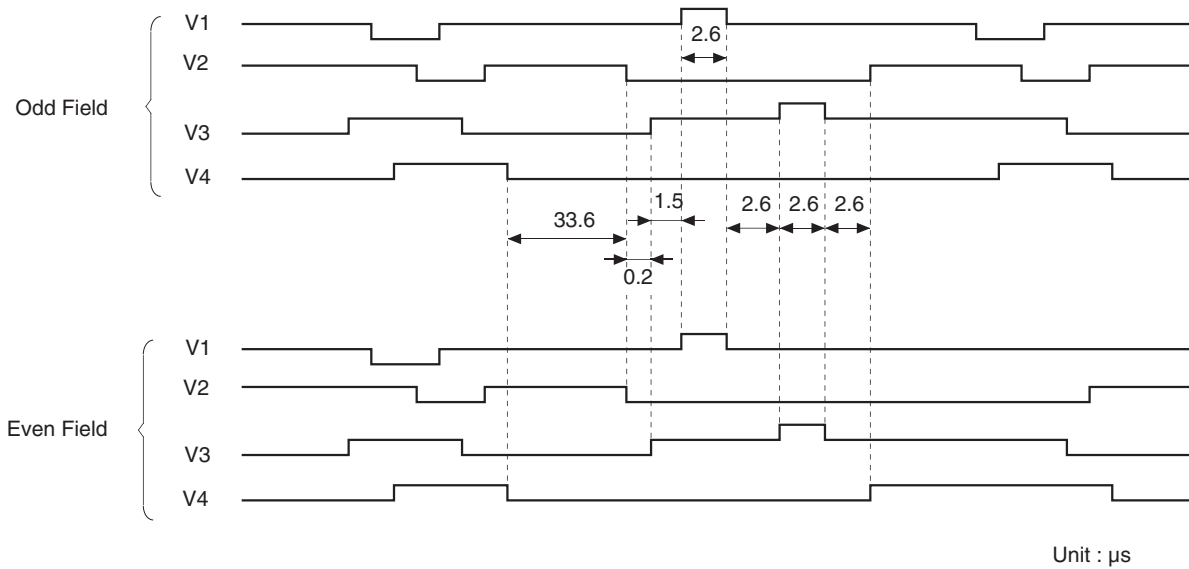 V1
2.6
V2
Odd Field
V3
V4
1.5
2.6 2.6 2.6
33.6
0.2
V1
V2
Even Field
V3
V4
Unit : μs